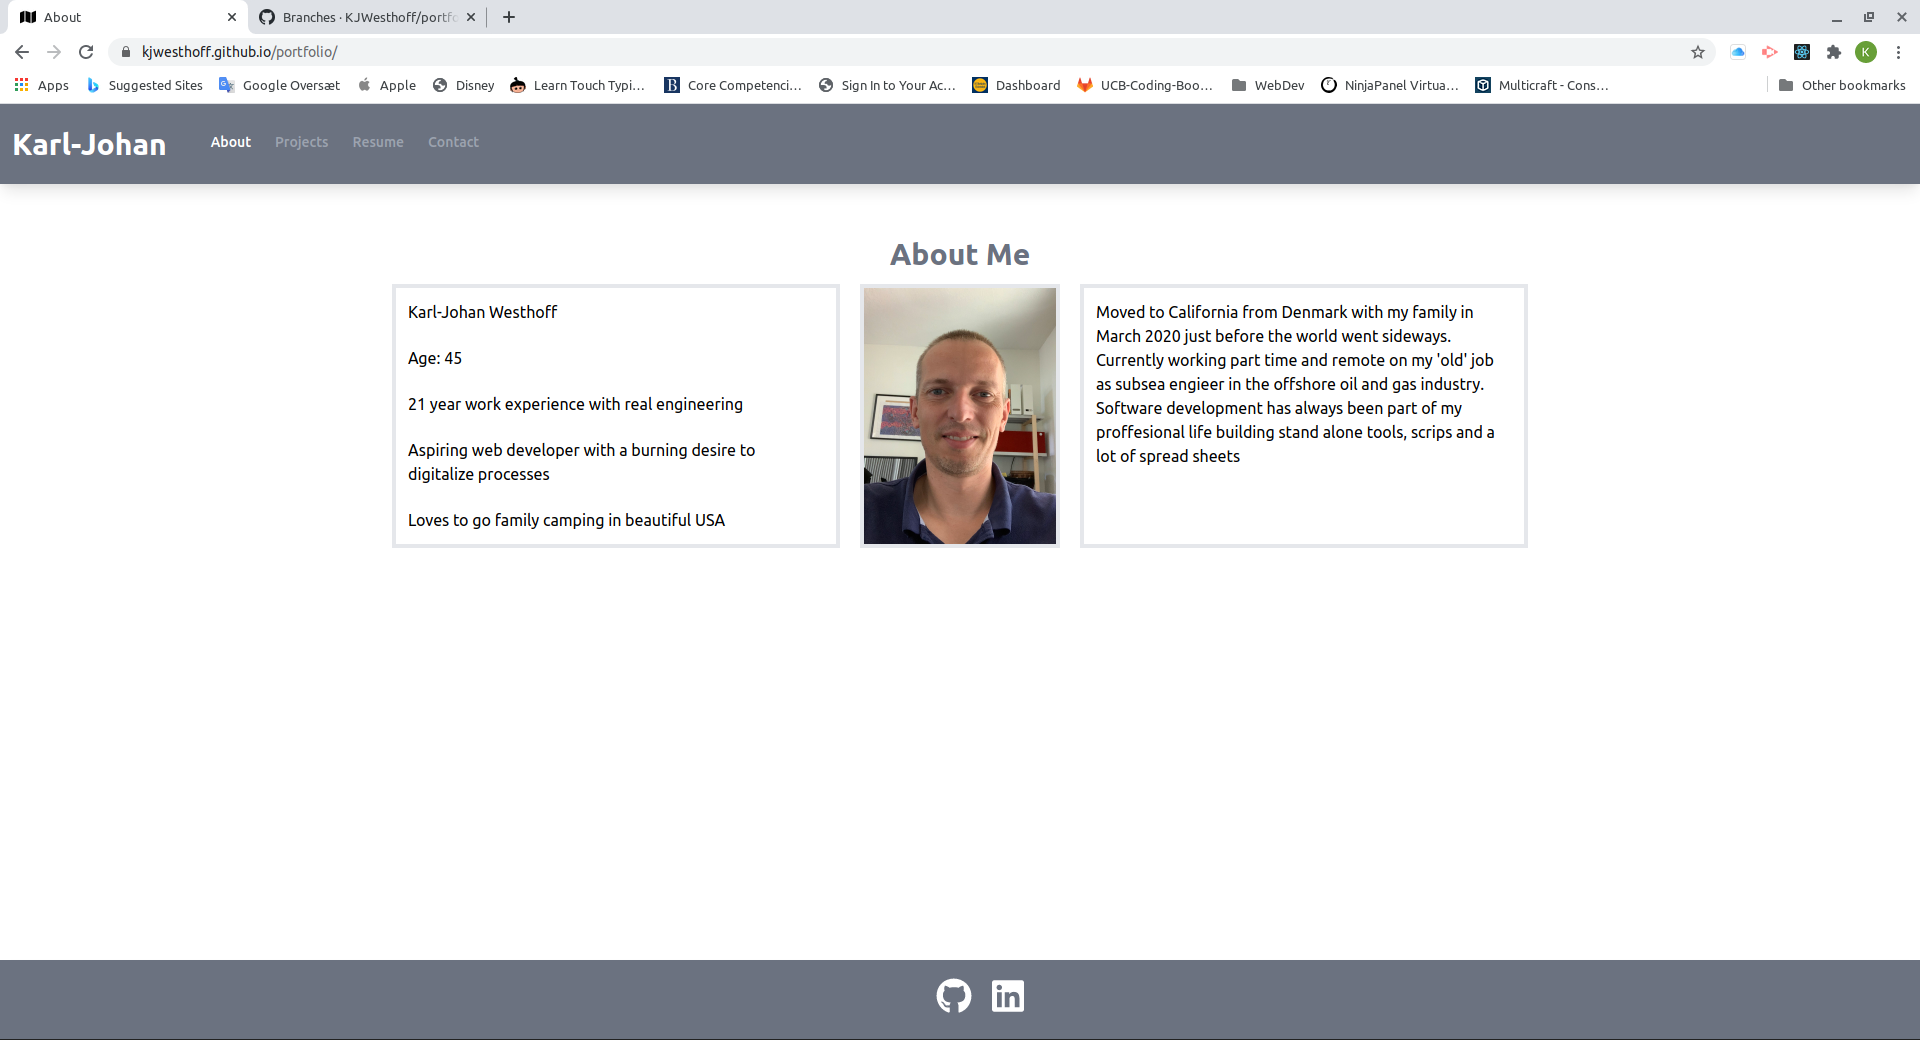 About
Branches · KJWesthoff/portfo
kjwesthoff.github.io/portfolio/
K
Apps
Suggested Sites
Google Oversæt
Apple
Disney
Learn Touch Typi…
Core Competenci…
Sign In to Your Ac…
Dashboard
UCB-Coding-Boo…
WebDev
NinjaPanel Virtua…
Multicraft - Cons…
Other bookmarks
Karl-Johan
About
Projects
Resume
Contact
About Me
Karl-Johan Westhoff
Age: 45
21 year work experience with real engineering
Aspiring web developer with a burning desire to
digitalize processes
Loves to go family camping in beautiful USA
Moved to California from Denmark with my family in
March 2020 just before the world went sideways.
Currently working part time and remote on my 'old' job
as subsea engieer in the offshore oil and gas industry.
Software development has always been part of my
proffesional life building stand alone tools, scrips and a
lot of spread sheets
in